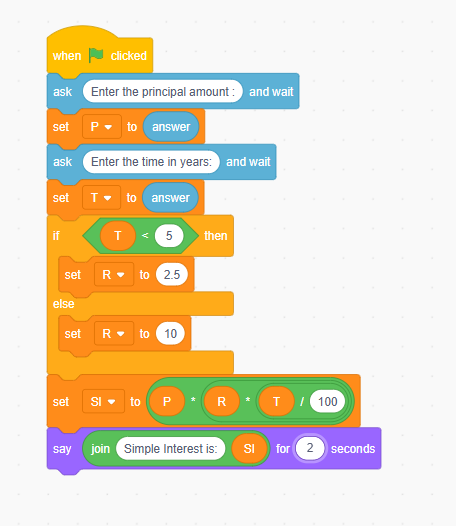 when clicked
ask Enter the principal amount : and wait
set P to answer
ask Enter the time in years: and wait
set T to answer
if T < 5 then
set R to 2.5
else
set R to 10
set SI to P * R * T / 100
say join Simple Interest is: SI for 2 seconds